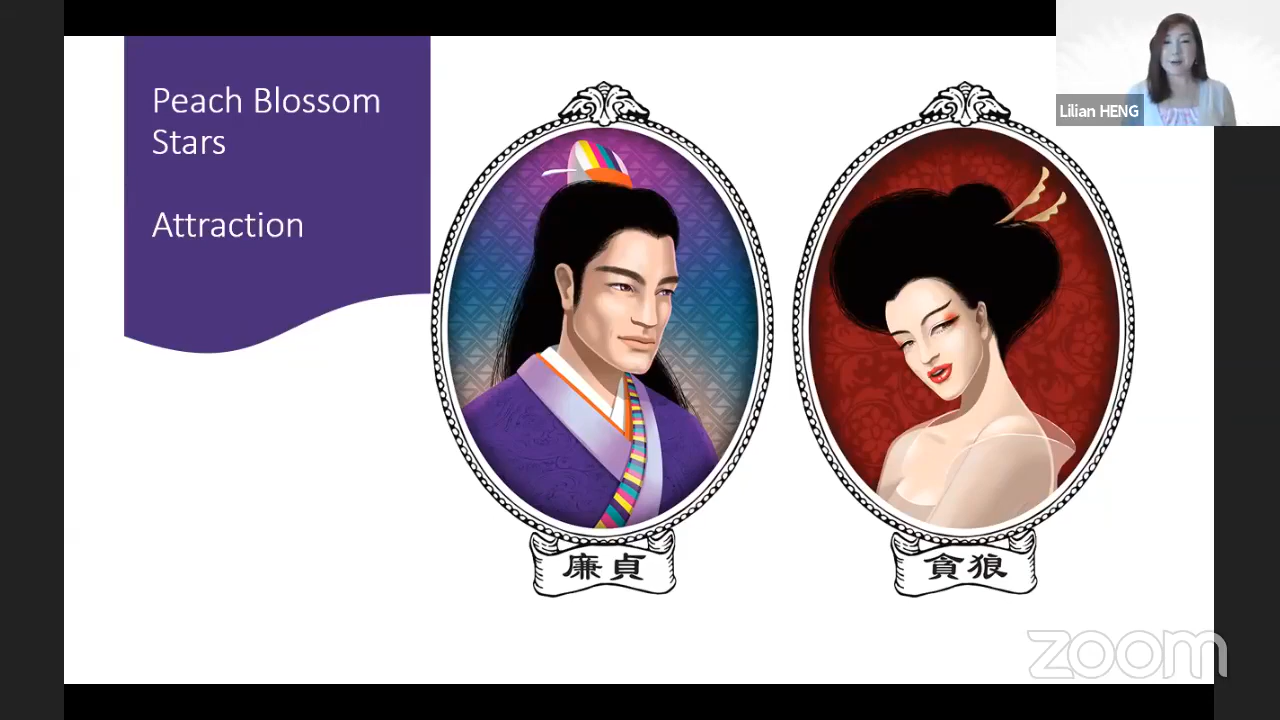 Peach Blossom
Stars
Attraction
Lilian HENG
廉貞
貪狼
zoom